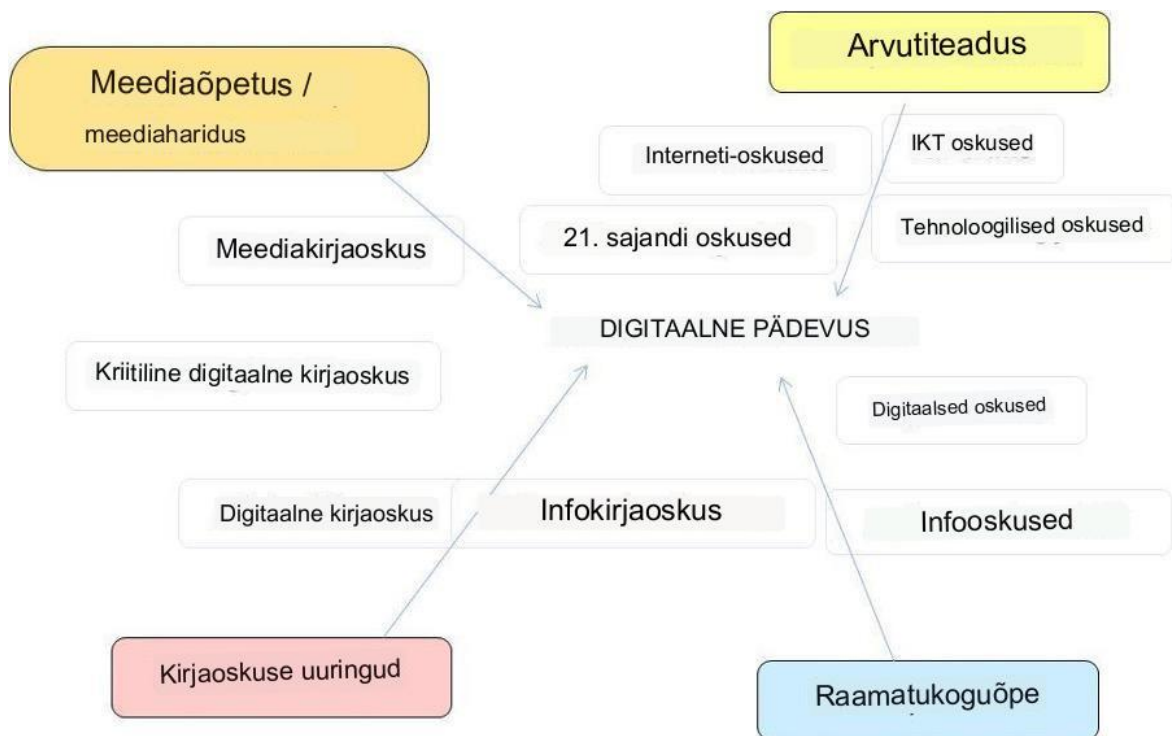 Arvutiteadus
Meediaõpetus /
meediaharidus
Interneti-oskused
IKT oskused
Meediakirjaoskus
21. sajandi oskused
Tehnoloogilised oskused
DIGITAALNE PÄDEVUS
Kriitiline digitaalne kirjaoskus
Digitaalsed oskused
Digitaalne kirjaoskus
Infokirjaoskus
Infooskused
Kirjaoskuse uuringud
Raamatukoguõpe